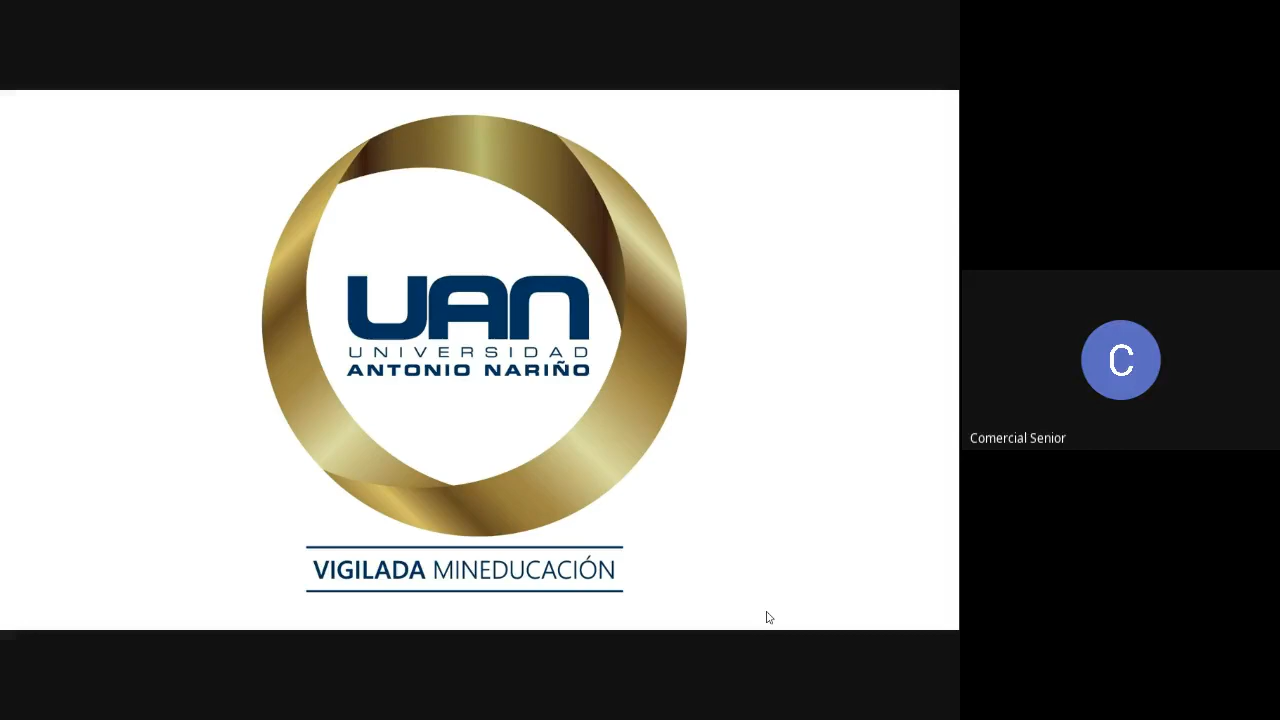 UAN
UNIVERSIDAD
ANTONIO NARIÑO
VIGILADA MINEDUCACIÓN
C
Comercial Senior